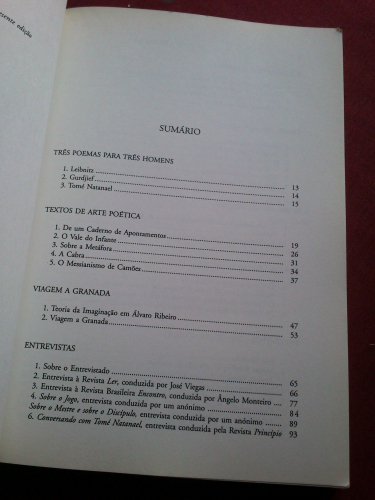 esente edição
SUMÁRIO
TRÊS POEMAS PARA TRÊS HOMENS
1. Leibnitz 13
2. Gurdjief 14
3. Tomé Natanael 15
TEXTOS DE ARTE POÉTICA
1. De um Caderno de Apontamentos 19
2. O Vale do Infante 26
3. Sobre a Metáfora 31
4. A Cabra 34
5. O Messianismo de Camões 37
VIAGEM A GRANADA
1. Teoria da Imaginação em Álvaro Ribeiro 47
2. Viagem a Granada 53
ENTREVISTAS
1. Sobre o Entrevistado 65
2. Entrevista à Revista Ler, conduzida por José Viegas 66
3. Entrevista à Revista Brasileira Encontro, conduzida por Ângelo Monteiro 77
4. Sobre o Jogo, entrevista conduzida por um anónimo 84
Sobre o Mestre e sobre o Discípulo, entrevista conduzida por um anónimo 89
6. Conversando com Tomé Natanael, entrevista conduzida pela Revista Princípio 93